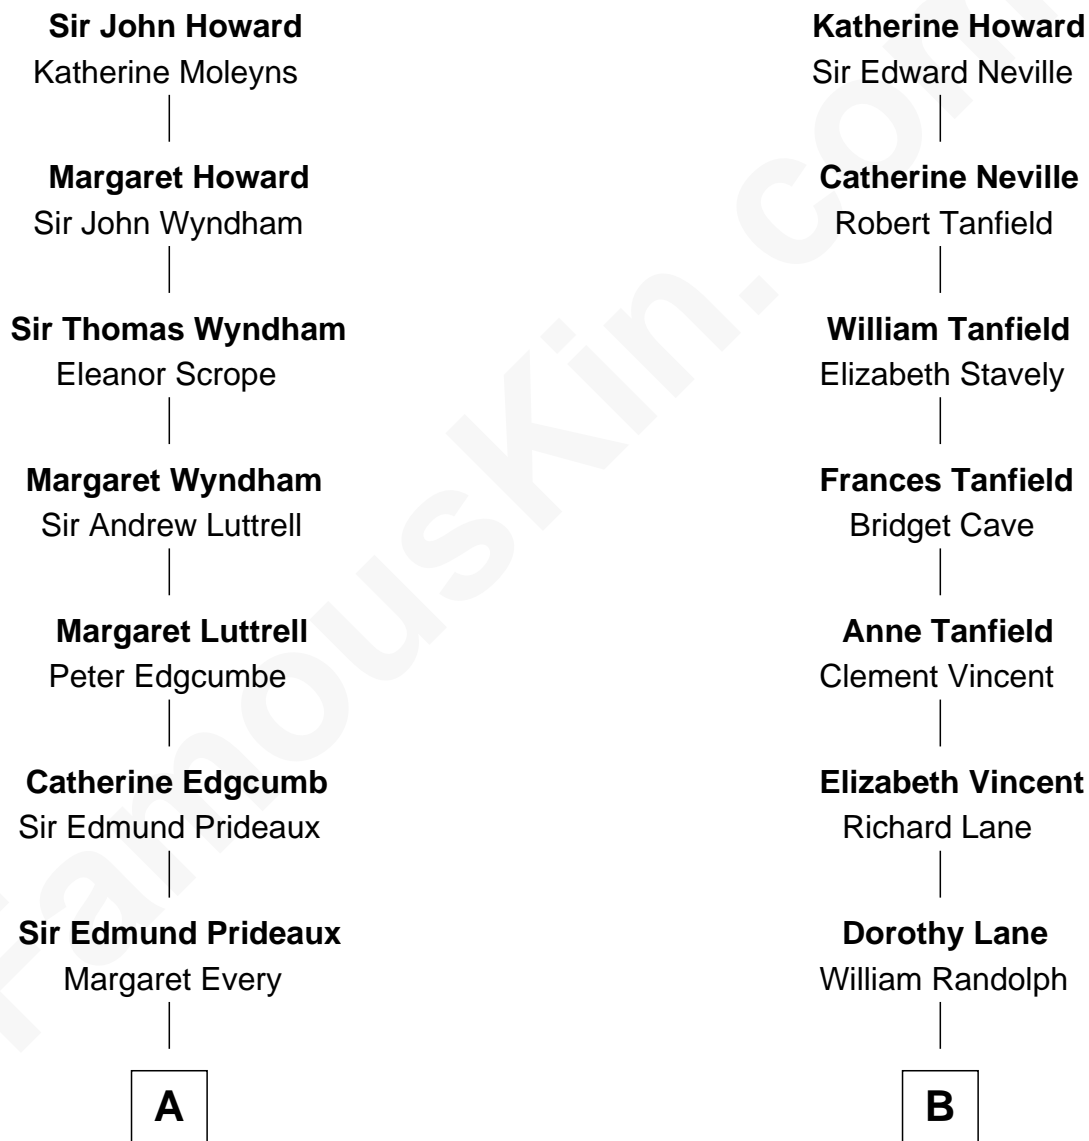 Sir John Howard
Katherine Moleyns
Margaret Howard
Sir John Wyndham
Sir Thomas Wyndham
Eleanor Scrope
Margaret Wyndham
Sir Andrew Luttrell
Margaret Luttrell
Peter Edgcumbe
Catherine Edgcumb
Sir Edmund Prideaux
Sir Edmund Prideaux
Margaret Every
A
Katherine Howard
Sir Edward Neville
Catherine Neville
Robert Tanfield
William Tanfield
Elizabeth Stavely
Frances Tanfield
Bridget Cave
Anne Tanfield
Clement Vincent
Elizabeth Vincent
Richard Lane
Dorothy Lane
William Randolph
B
FamousKin.com